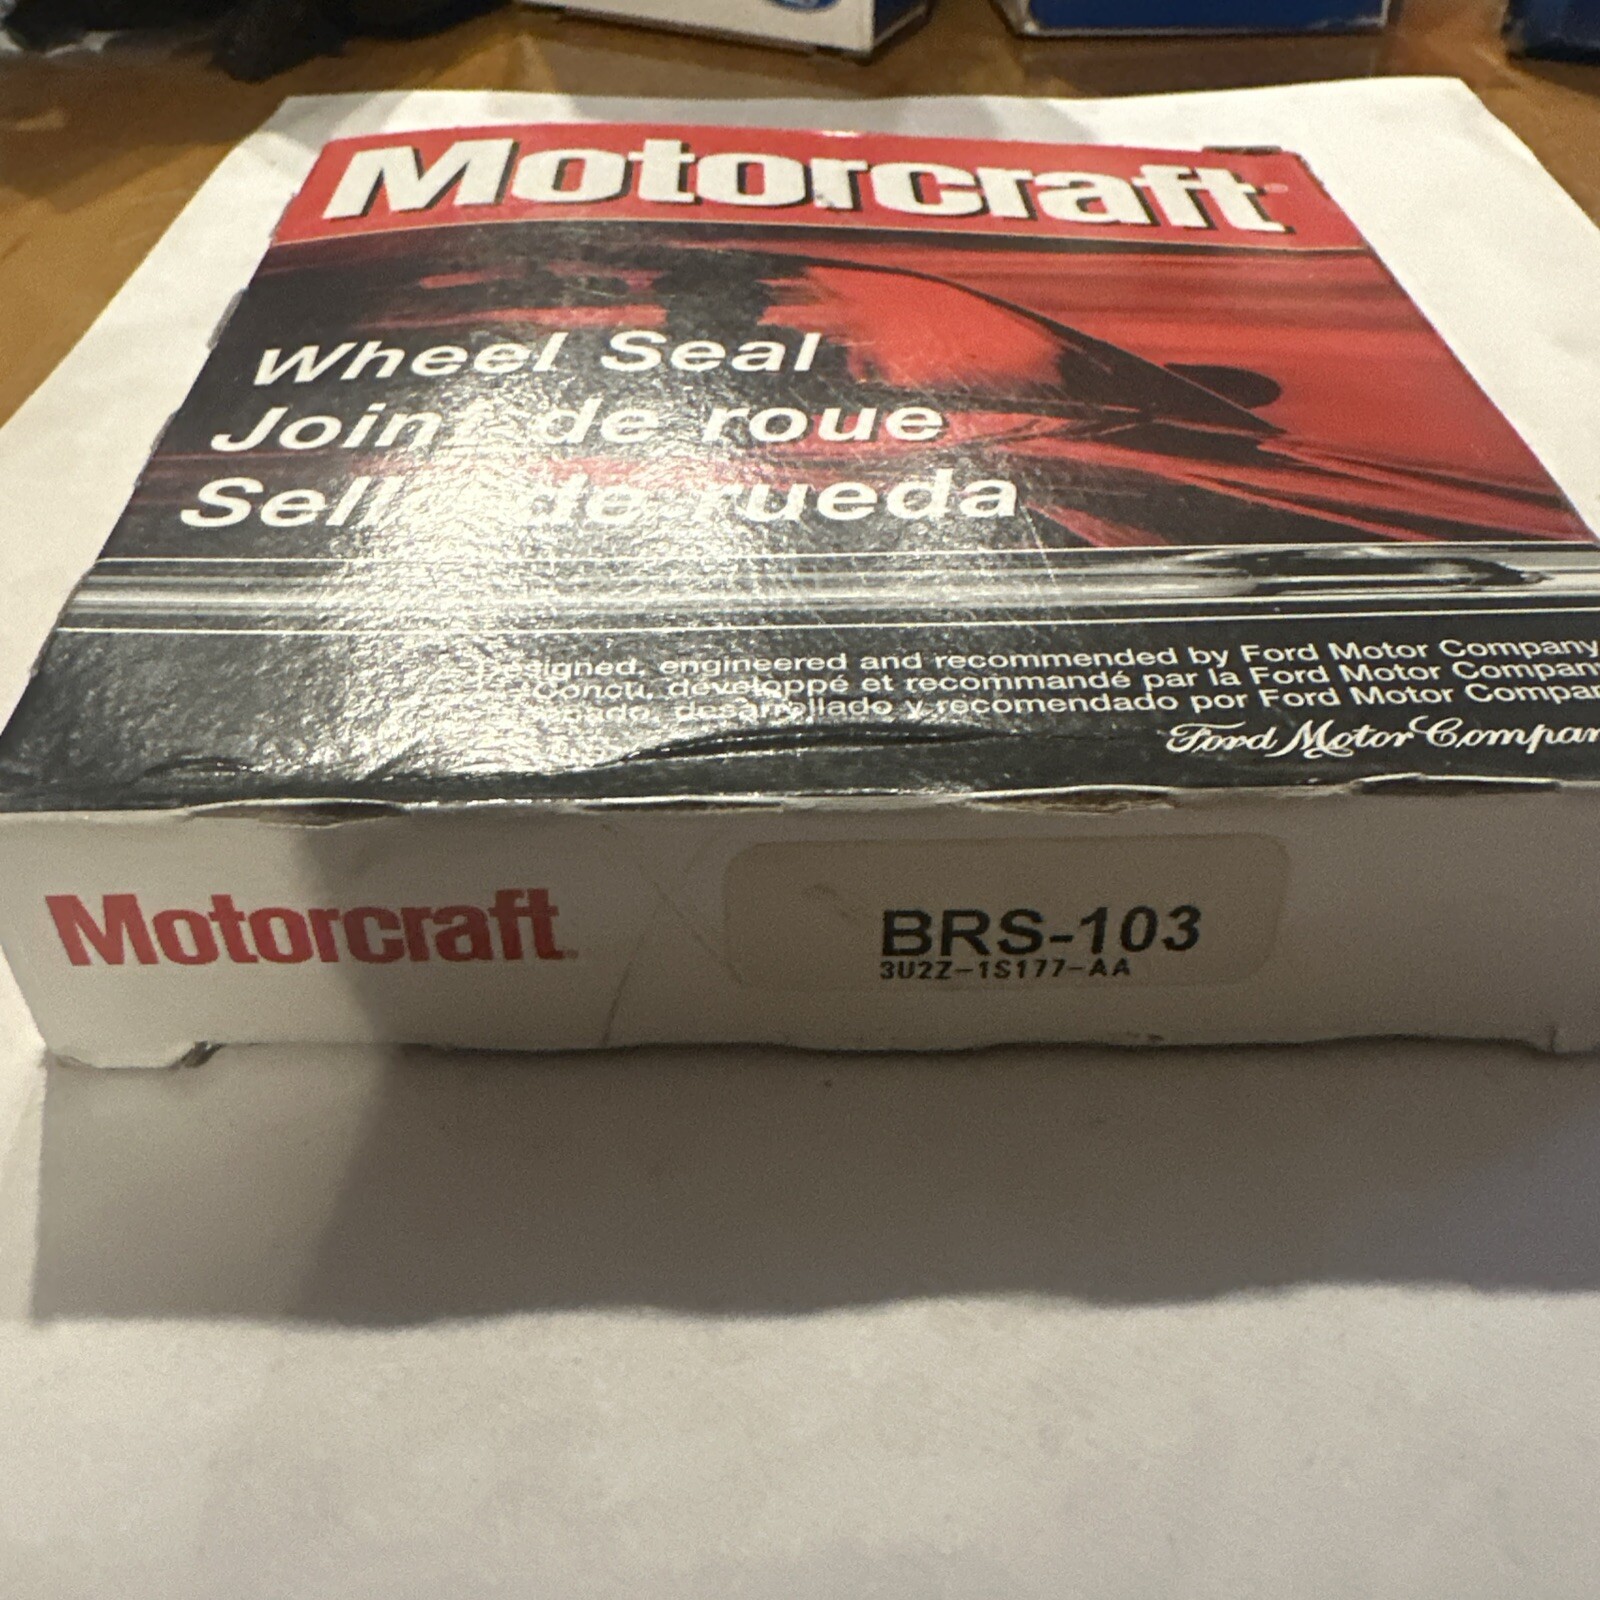 Motorcraft
Wheel Seal
Joint de roue
Sello de rueda
Designed, engineered and recommended by Ford Motor Company
Conçu, développé et recommandé par la Ford Motor Company
desarrollado y recomendado por Ford Motor
Ford Motor Company
Motorcraft
BRS-103
3U2Z-1S177-AA